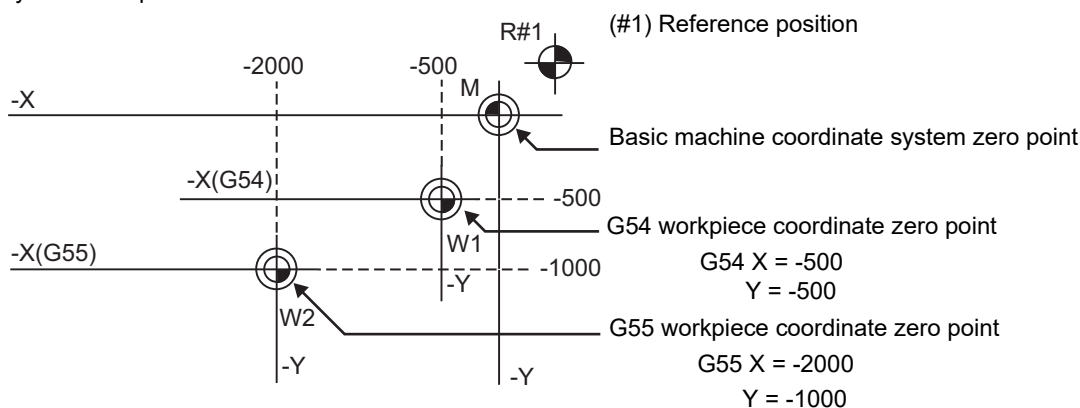 R#1
(#1) Reference position
-2000
-500
M
-X
Basic machine coordinate system zero point
-X(G54)
-500
G54 workpiece coordinate zero point
W1
-X(G55)
G54 X = -500
-1000
-Y
Y = -500
W2
G55 workpiece coordinate zero point
-Y
G55 X = -2000
-Y
Y = -1000